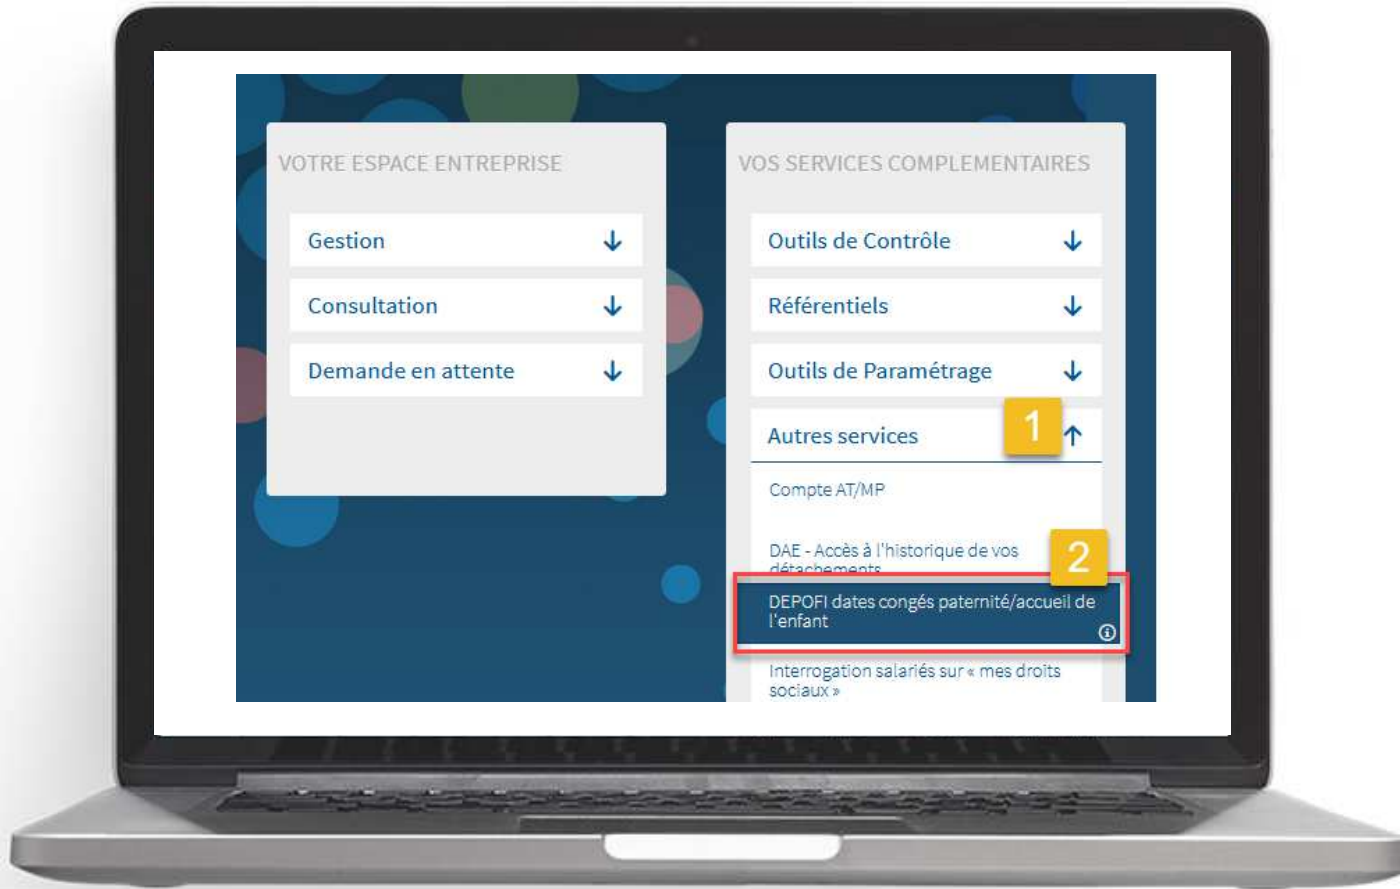 VOTRE ESPACE ENTREPRISE
Gestion
Consultation
Demande en attente
VOS SERVICES COMPLEMENTAIRES
Outils de Contrôle
Référentiels
Outils de Paramétrage
1
Autres services
Compte AT/MP
2
DAE - Accès à l'historique de vos
détachements
DEPOFI dates congés paternité/accueil de
l'enfant
Interrogation salariés sur « mes droits
sociaux »